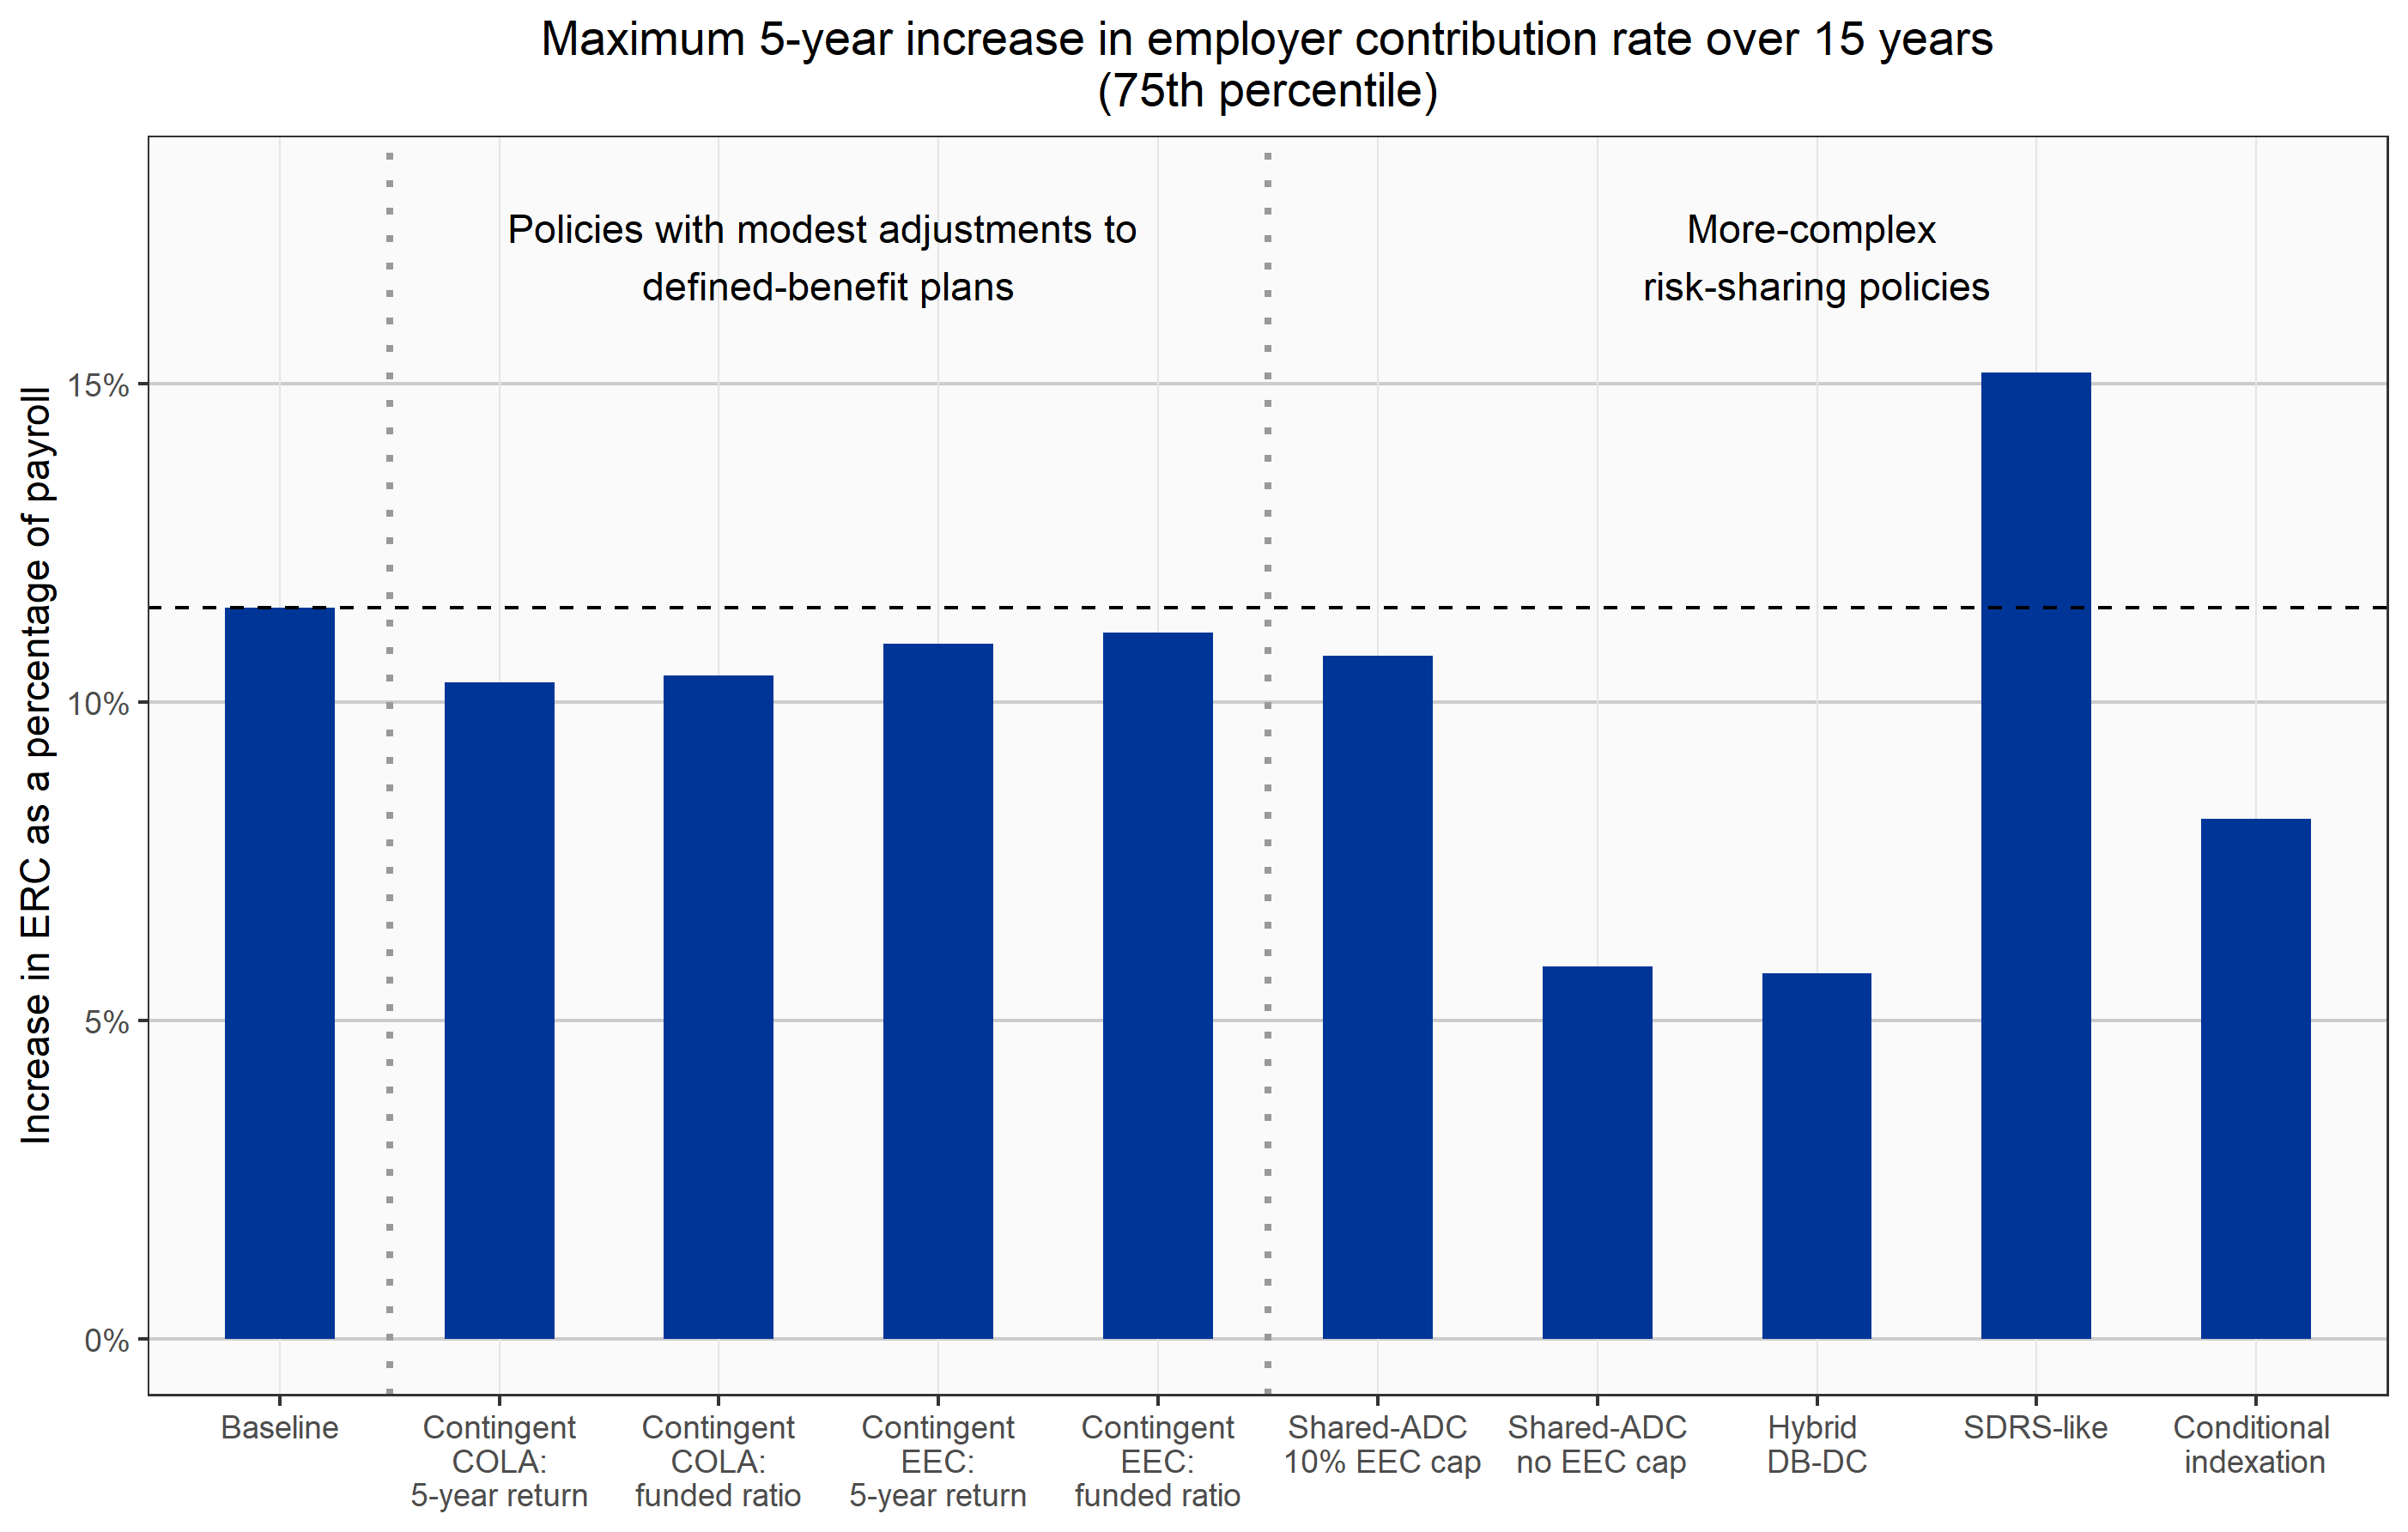 Maximum 5-year increase in employer contribution rate over 15 years
(75th percentile)
Policies with modest adjustments to
defined-benefit plans
More-complex
risk-sharing policies
Increase in ERC as a percentage of payroll
15%
10%
5%
0%
Baseline
Contingent
COLA:
5-year return
Contingent
COLA:
funded ratio
Contingent
EEC:
5-year return
Contingent
EEC:
funded ratio
Shared-ADC
10% EEC cap
Shared-ADC
no EEC cap
Hybrid
DB-DC
SDRS-like
Conditional
indexation